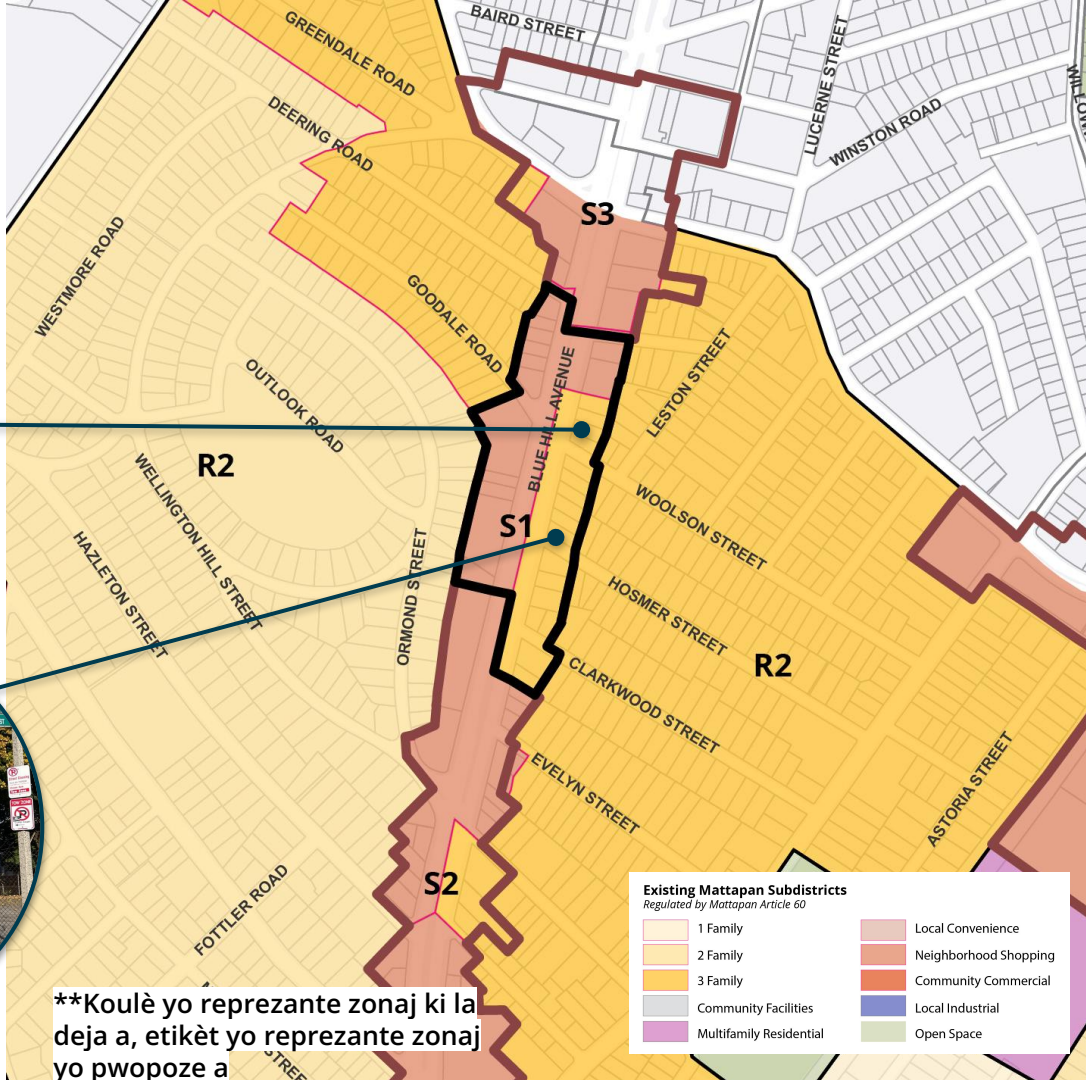 BAIRD STREET
GREENDALE ROAD
LUCERNE STREET
WINSTON ROAD
DEERING ROAD
S3
WESTMORE ROAD
GOODALE ROAD
LESTON STREET
BLUE HILL AVENUE
OUTLOOK ROAD
R2
WELLINGTON HILL STREET
S1
WOOLSON STREET
HAZLETON STREET
ORMOND STREET
HOSMER STREET
R2
CLARKWOOD STREET
EVELYN STREET
ASTORIA STREET
S2
FOTTLER ROAD
Existing Mattapan Subdistricts
Regulated by Mattapan Article 60
1 Family
2 Family
3 Family
Community Facilities
Multifamily Residential
Local Convenience
Neighborhood Shopping
Community Commercial
Local Industrial
Open Space
**Koulè yo reprezante zonaj ki la
deja a, etikèt yo reprezante zonaj
yo pwopoze a